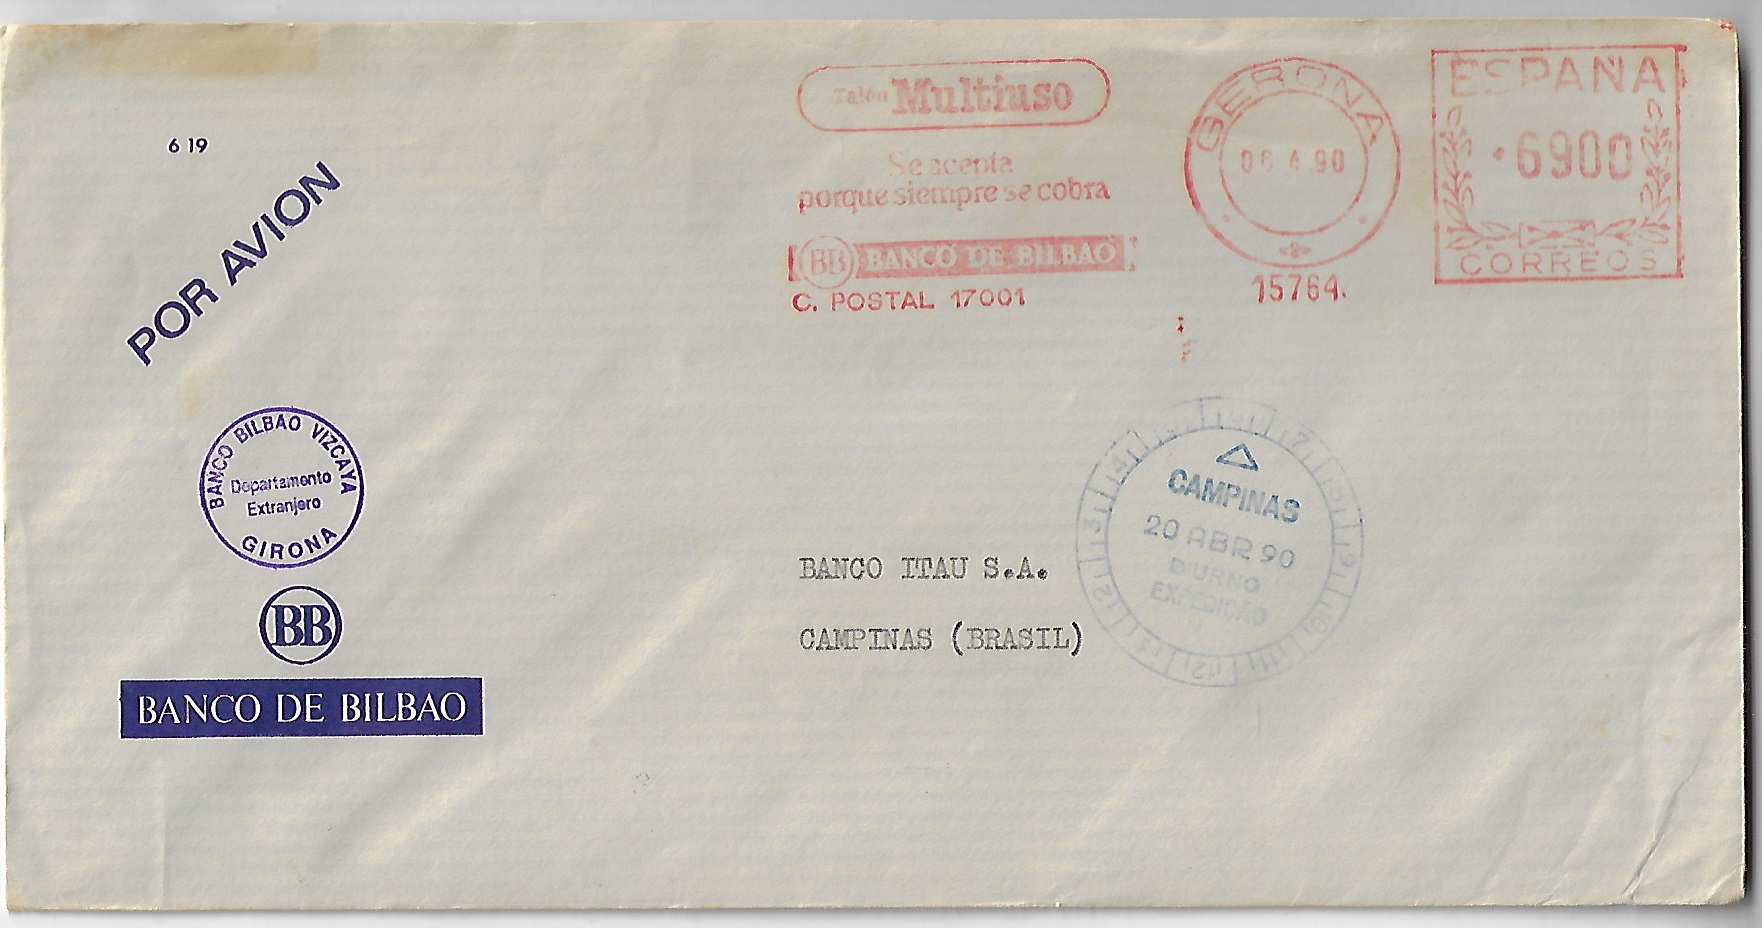 6 19
POR AVION
Talón Multiuso
Se acepta
porque siempre se cobra
BB BANCO DE BILBAO
C. POSTAL 17001
GERONA
06 4 90
15764.
ESPAÑA
6900
CORREOS
BANCO BILBAO VIZCAYA
Departamento
Extranjero
GIRONA
BB
BANCO DE BILBAO
CAMPINAS
20 ABR 90
DIURNO
EXPEDIÇÃO
BANCO ITAU S.A.
CAMPINAS (BRASIL)